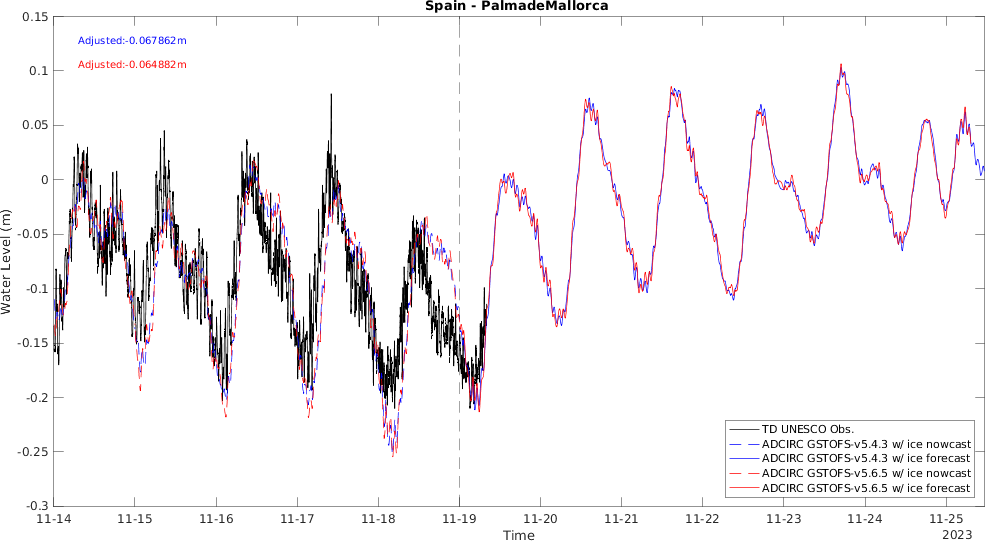 Spain - PalmadeMallorca
Adjusted:-0.067862m
Adjusted:-0.064882m
0.15
0.1
0.05
0
-0.05
-0.1
-0.15
-0.2
-0.25
-0.3
Water Level (m)
11-14 11-15 11-16 11-17 11-18 11-19 11-20 11-21 11-22 11-23 11-24 11-25
2023
Time
TD UNESCO Obs.
ADCIRC GSTOFS-v5.4.3 w/ ice nowcast
ADCIRC GSTOFS-v5.4.3 w/ ice forecast
ADCIRC GSTOFS-v5.6.5 w/ ice nowcast
ADCIRC GSTOFS-v5.6.5 w/ ice forecast